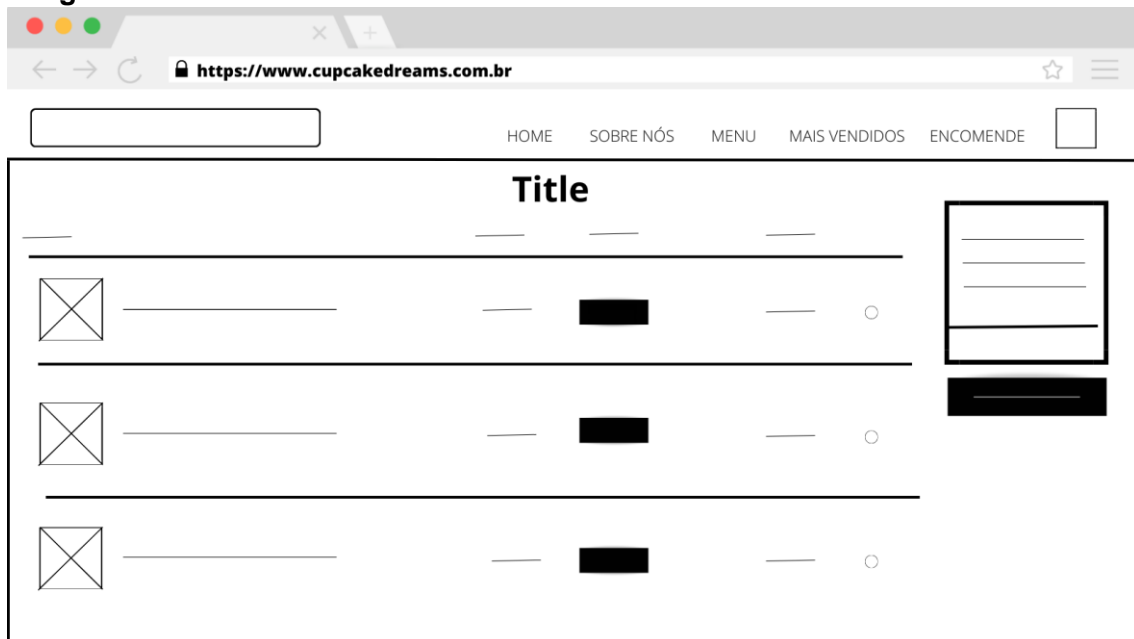 https://www.cupcakedreams.com.br
HOME SOBRE NÓS MENU MAIS VENDIDOS ENCOMENDE
Title